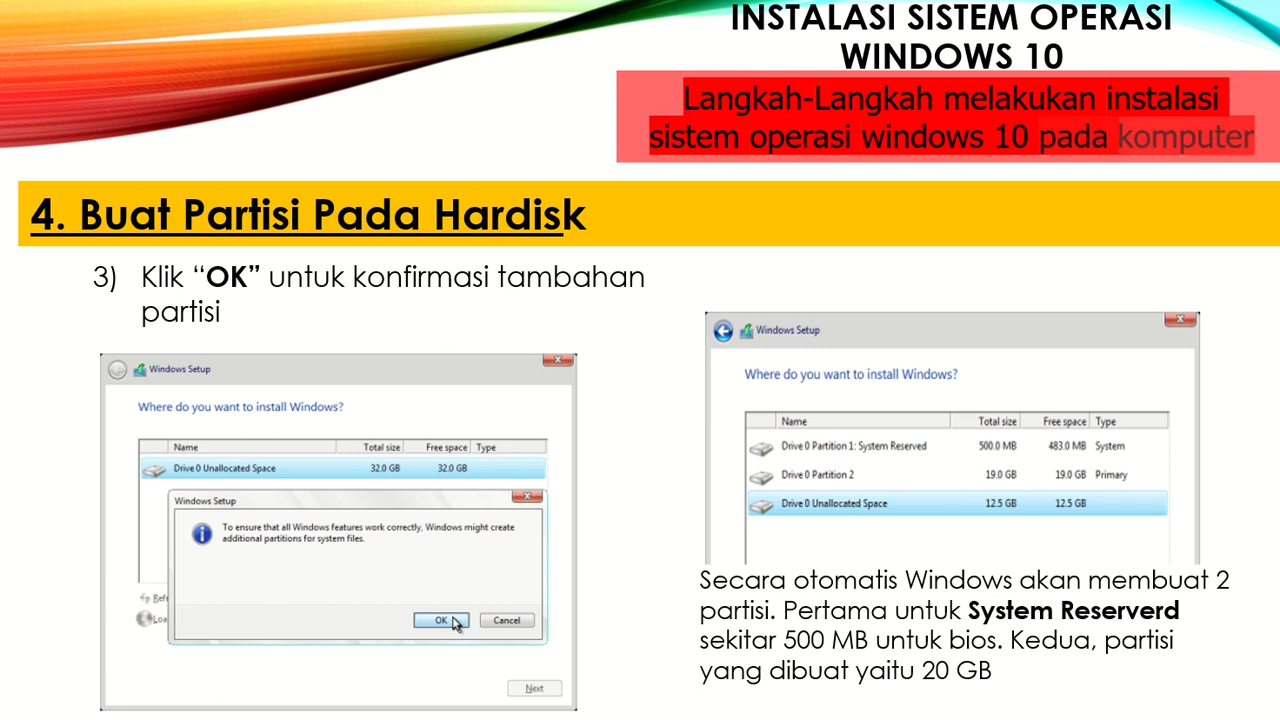 INSTALASI SISTEM OPERASI
WINDOWS 10
Langkah-Langkah melakukan instalasi
sistem operasi windows 10 pada komputer
4. Buat Partisi Pada Hardisk
3) Klik “OK” untuk konfirmasi tambahan
partisi
Windows Setup
Where do you want to install Windows?
Name Total size Free space Type
Drive 0 Unallocated Space 32.0 GB 32.0 GB
Windows Setup
To ensure that all Windows features work correctly, Windows might create
additional partitions for system files.
OK Cancel
Next
Windows Setup
Where do you want to install Windows?
Name Total size Free space Type
Drive 0 Partition 1: System Reserved 500.0 MB 483.0 MB System
Drive 0 Partition 2 19.0 GB 19.0 GB Primary
Drive 0 Unallocated Space 12.5 GB 12.5 GB
Secara otomatis Windows akan membuat 2
partisi. Pertama untuk System Reserverd
sekitar 500 MB untuk bios. Kedua, partisi
yang dibuat yaitu 20 GB